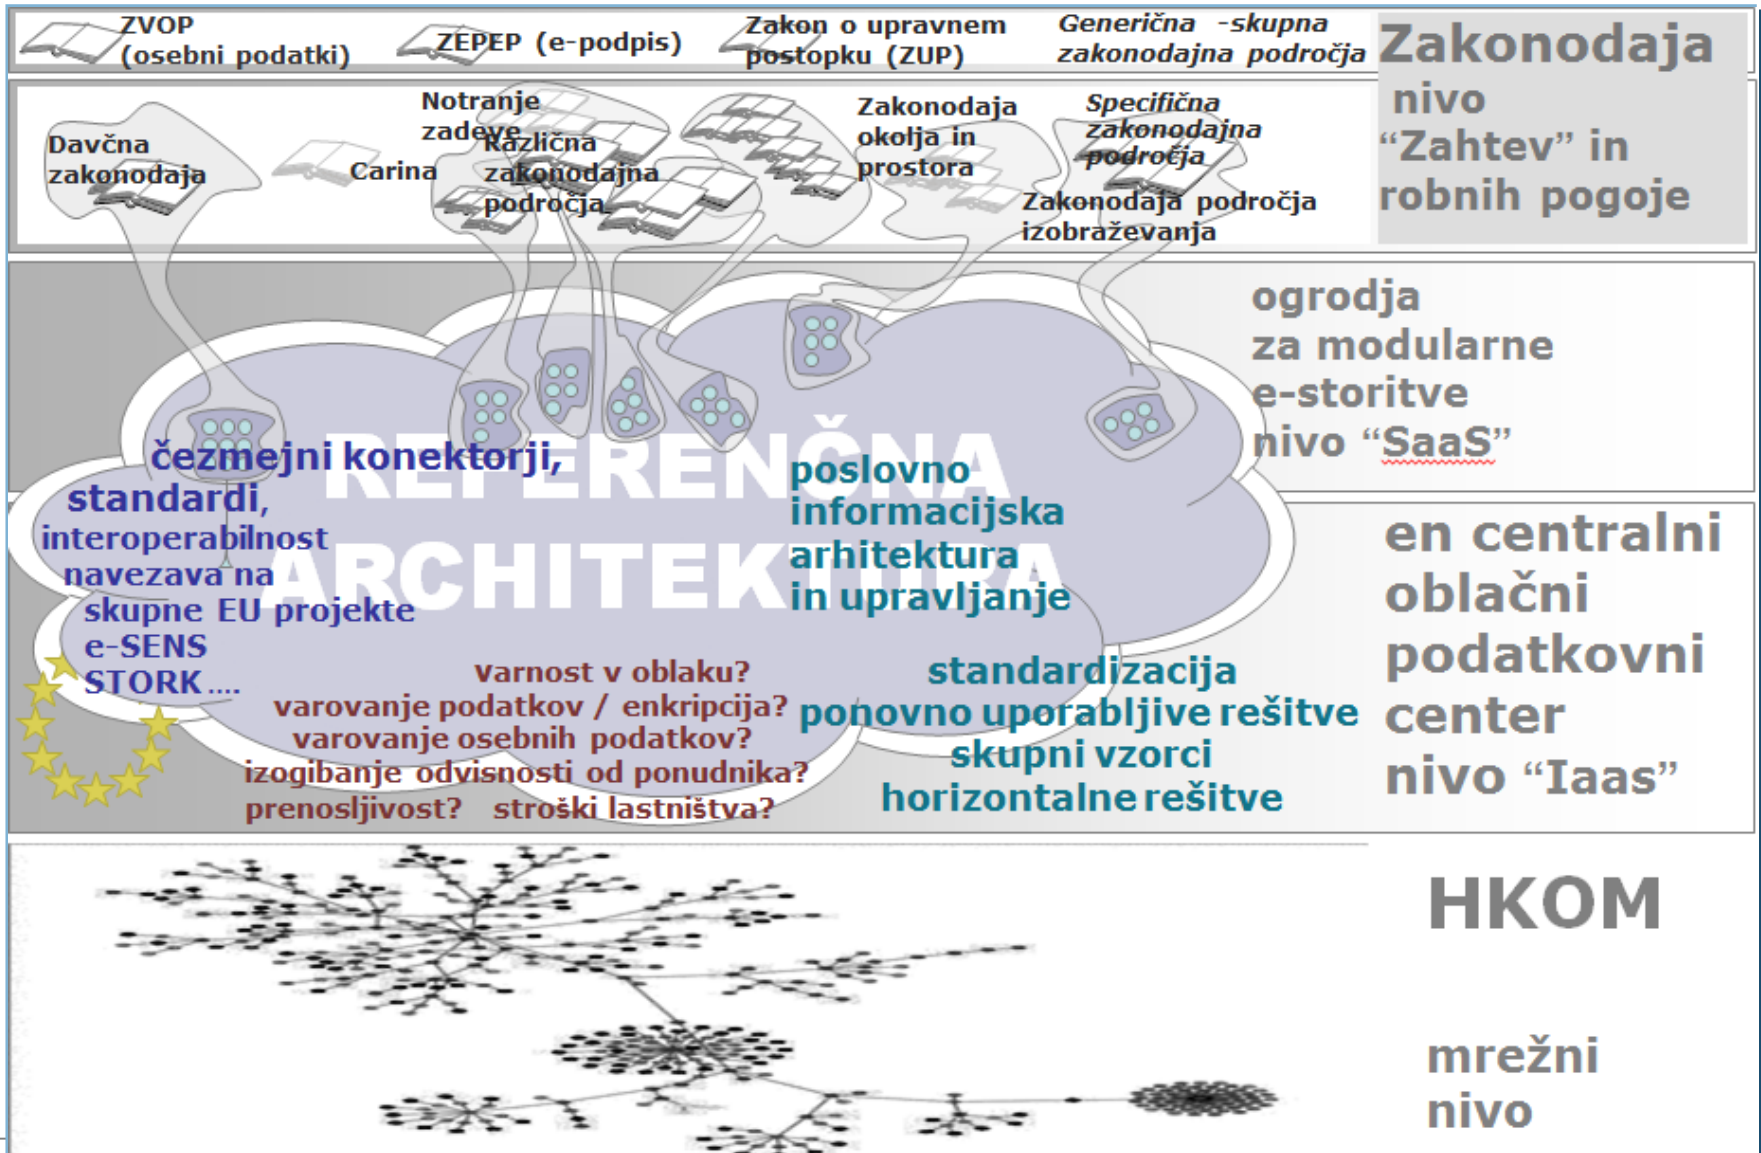 ZVOP
(osebni podatki)
ZEPEP (e-podpis)
Zakon o upravnem
postopku (ZUP)
Generična -skupna
zakonodajna področja
Zakonodaja
nivo
“Zahtev” in
robnih pogoje
Davčna
zakonodaja
Carina
Notranje
zadeve
Različna
zakonodajna
področja
Zakonodaja
okolja in
prostora
Specifična
zakonodajna
področja
Zakonodaja področja
izobraževanja
ogrodja
za modularne
e-storitve
nivo “SaaS”
REFERENČNA
ARCHITEKTURA
čezmejni konektorji,
standardi,
interoperabilnost
navezava na
skupne EU projekte
e-SENS
STORK ....
poslovno
informacijska
arhitektura
in upravljanje
varnost v oblaku?
varovanje podatkov / enkripcija?
varovanje osebnih podatkov?
izogibanje odvisnosti od ponudnika?
prenosljivost? stroški lastništva?
standardizacija
ponovno uporabljive rešitve
skupni vzorci
horizontalne rešitve
en centralni
oblačni
podatkovni
center
nivo “Iaas”
HKOM
mrežni
nivo